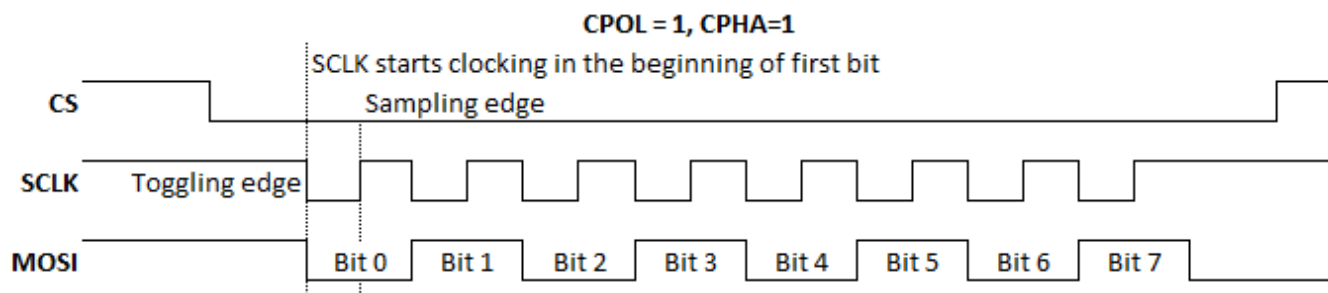 CPOL = 1, CPHA=1
SCLK starts clocking in the beginning of first bit
CS
Sampling edge
SCLK
Toggling edge
MOSI
Bit 0 Bit 1 Bit 2 Bit 3 Bit 4 Bit 5 Bit 6 Bit 7